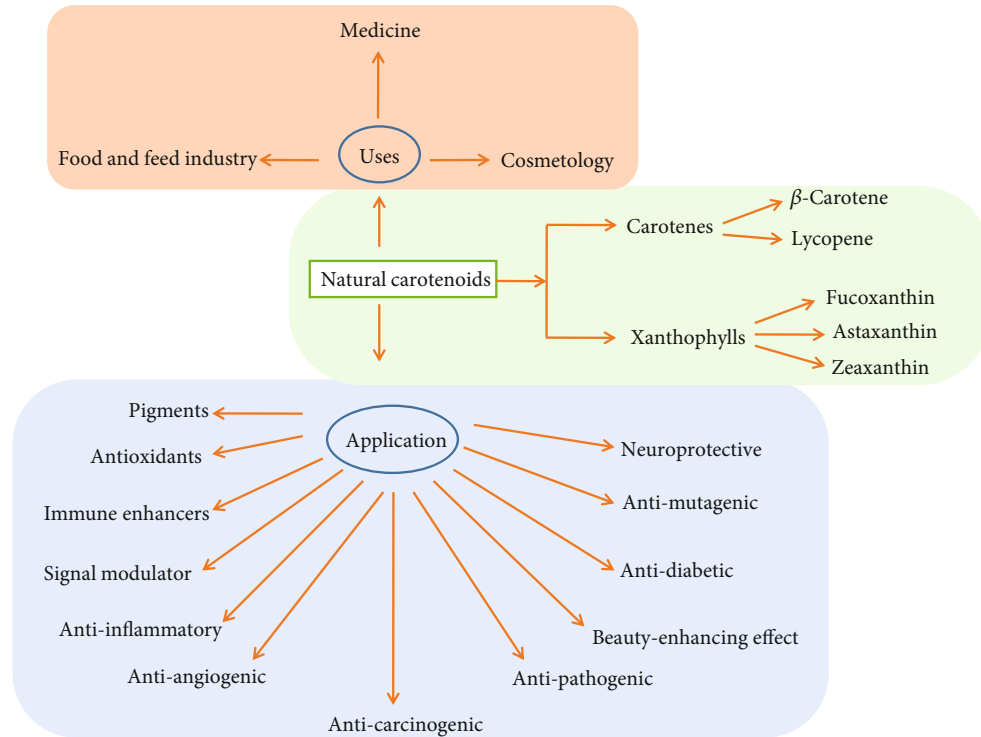 Medicine
Food and feed industry
Uses
Cosmetology
Natural carotenoids
Carotenes
β-Carotene
Lycopene
Xanthophylls
Fucoxanthin
Astaxanthin
Zeaxanthin
Application
Pigments
Antioxidants
Immune enhancers
Signal modulator
Anti-inflammatory
Anti-angiogenic
Anti-carcinogenic
Anti-pathogenic
Beauty-enhancing effect
Anti-diabetic
Anti-mutagenic
Neuroprotective